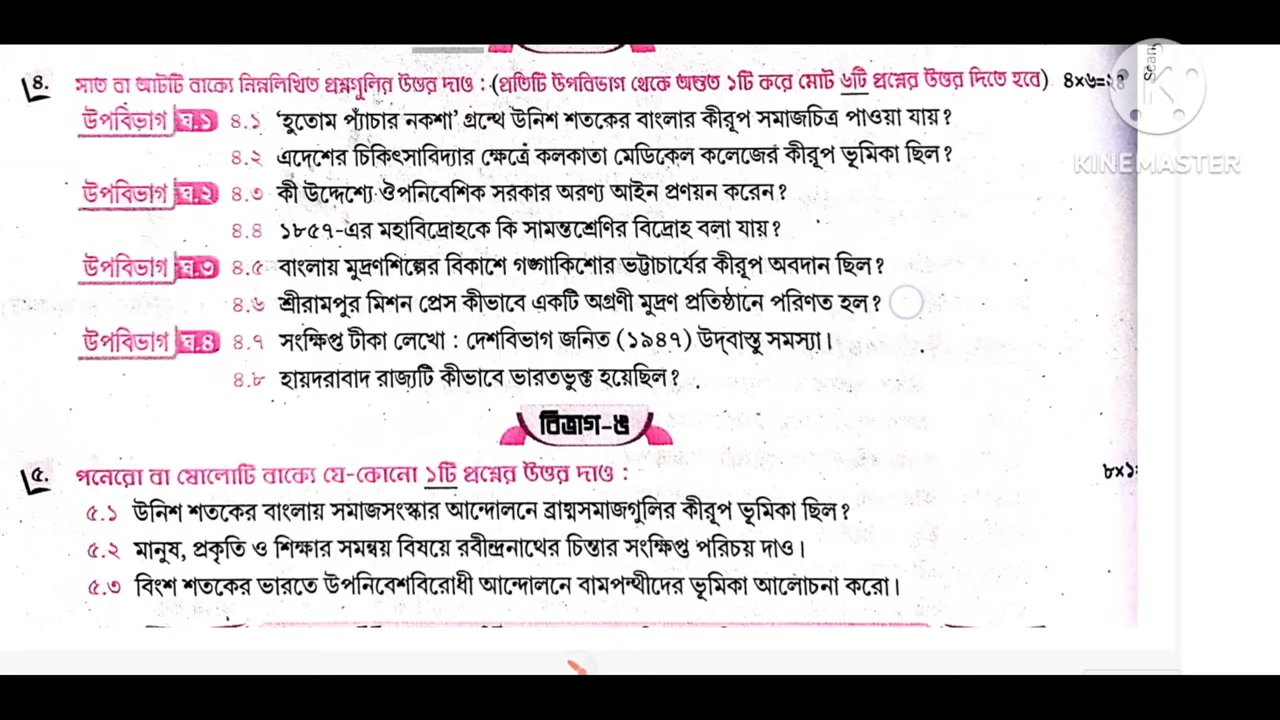 ৪. সাত বা আটটি বাক্যে নিম্নলিখিত প্রশ্নগুলির উত্তর দাও : (প্রতিটি উপবিভাগ থেকে অন্তত ১টি করে মোট ৬টি প্রশ্নের উত্তর দিতে হবে) ৪×৬=২৪
উপবিভাগ ঘ.১ ৪.১ ‘হুতোম প্যাঁচার নকশা’ গ্রন্থে উনিশ শতকের বাংলার কীরূপ সমাজচিত্র পাওয়া যায়?
৪.২ এদেশের চিকিৎসাবিদ্যার ক্ষেত্রে কলকাতা মেডিকেল কলেজের কীরূপ ভূমিকা ছিল?
KINEMASTER
উপবিভাগ ঘ.২ ৪.৩ কী উদ্দেশ্যে ঔপনিবেশিক সরকার অরণ্য আইন প্রণয়ন করেন?
৪.৪ ১৮৫৭-এর মহাবিদ্রোহকে কি সামন্তশ্রেণির বিদ্রোহ বলা যায়?
উপবিভাগ ঘ.৩ ৪.৫ বাংলায় মুদ্রণশিল্পের বিকাশে গঙ্গাকিশোর ভট্টাচার্যের কীরূপ অবদান ছিল?
৪.৬ শ্রীরামপুর মিশন প্রেস কীভাবে একটি অগ্রণী মুদ্রণ প্রতিষ্ঠানে পরিণত হল?
উপবিভাগ ঘ.৪ ৪.৭ সংক্ষিপ্ত টীকা লেখো : দেশবিভাগ জনিত (১৯৪৭) উদ্‌বাস্তু সমস্যা।
৪.৮ হায়দরাবাদ রাজ্যটি কীভাবে ভারতভুক্ত হয়েছিল?
বিভাগ-ঙ
৫. পনেরো বা ষোলোটি বাক্যে যে-কোনো ১টি প্রশ্নের উত্তর দাও : ৮×১=
৫.১ উনিশ শতকের বাংলায় সমাজসংস্কার আন্দোলনে ব্রাহ্মসমাজগুলির কীরূপ ভূমিকা ছিল?
৫.২ মানুষ, প্রকৃতি ও শিক্ষার সমন্বয় বিষয়ে রবীন্দ্রনাথের চিন্তার সংক্ষিপ্ত পরিচয় দাও।
৫.৩ বিংশ শতকের ভারতে উপনিবেশবিরোধী আন্দোলনে বামপন্থীদের ভূমিকা আলোচনা করো।